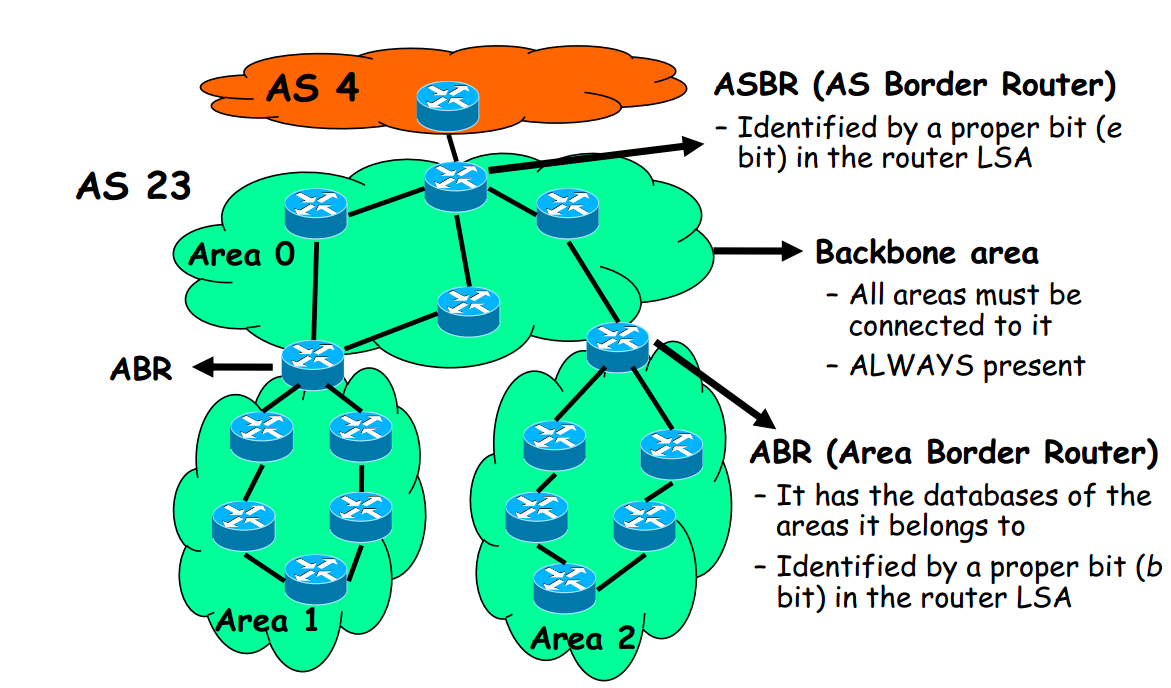 AS 4
ASBR (AS Border Router)
– Identified by a proper bit (e
bit) in the router LSA
AS 23
Area 0
Backbone area
– All areas must be
connected to it
– ALWAYS present
ABR
ABR (Area Border Router)
– It has the databases of the
areas it belongs to
– Identified by a proper bit (b
bit) in the router LSA
Area 1
Area 2